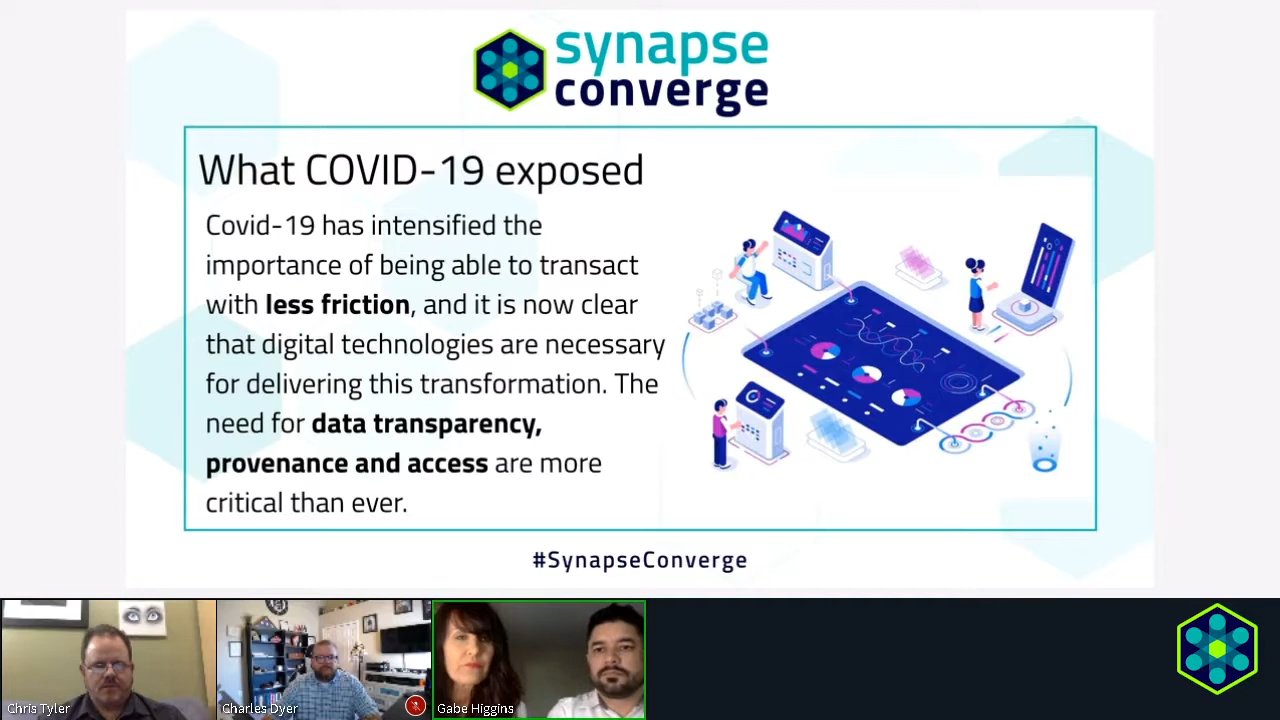 synapse
converge
What COVID-19 exposed
Covid-19 has intensified the
importance of being able to transact
with less friction, and it is now clear
that digital technologies are necessary
for delivering this transformation. The
need for data transparency,
provenance and access are more
critical than ever.
#SynapseConverge
Chris Tyler
Charles Dyer
Gabe Higgins